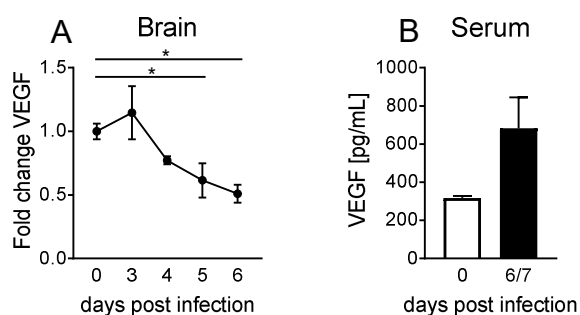 A Brain
*
*
Fold change VEGF
1.5
1.0
0.5
0.0
0 3 4 5 6
days post infection
B Serum
VEGF [pg/mL]
1000
800
600
400
200
0
0 6/7
days post infection